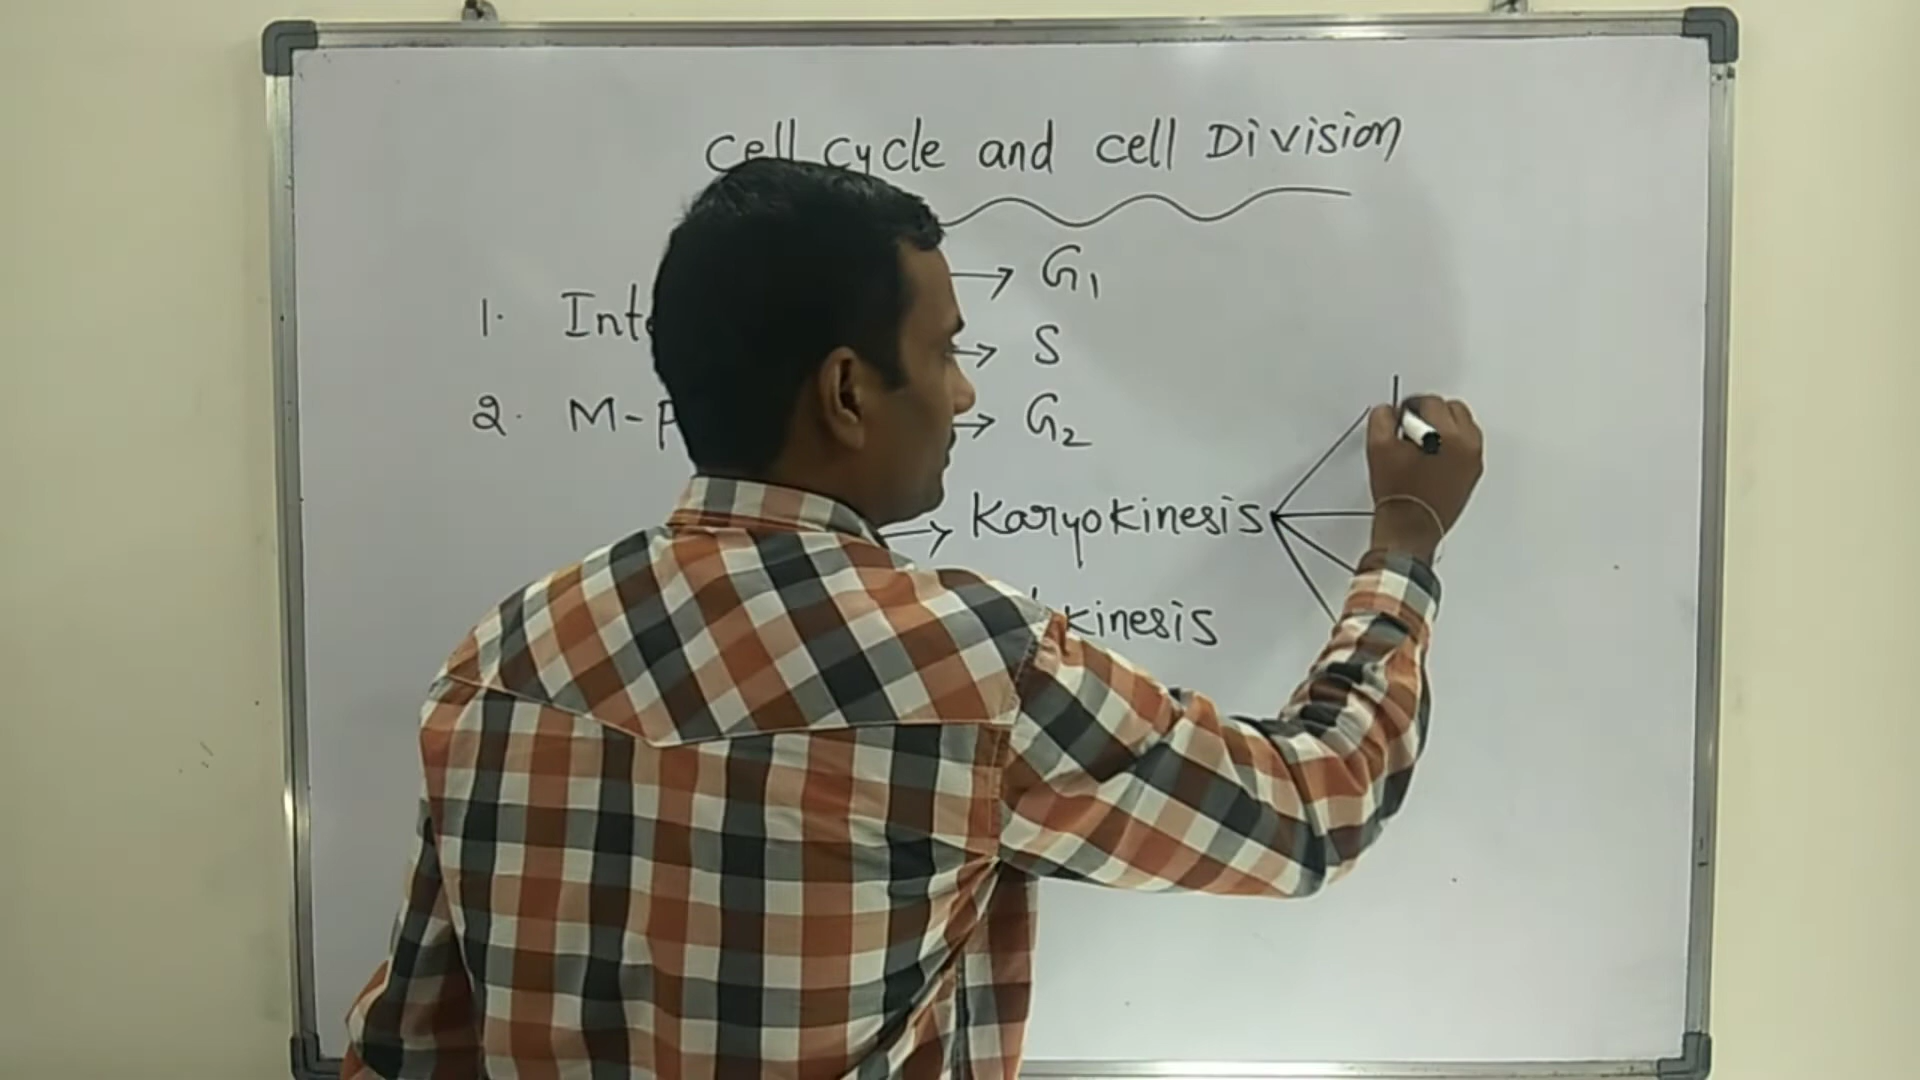 Cell cycle and cell Division
1. Inte → G1
→ S
2. M-P → G2
→ Karyokinesis
kinesis